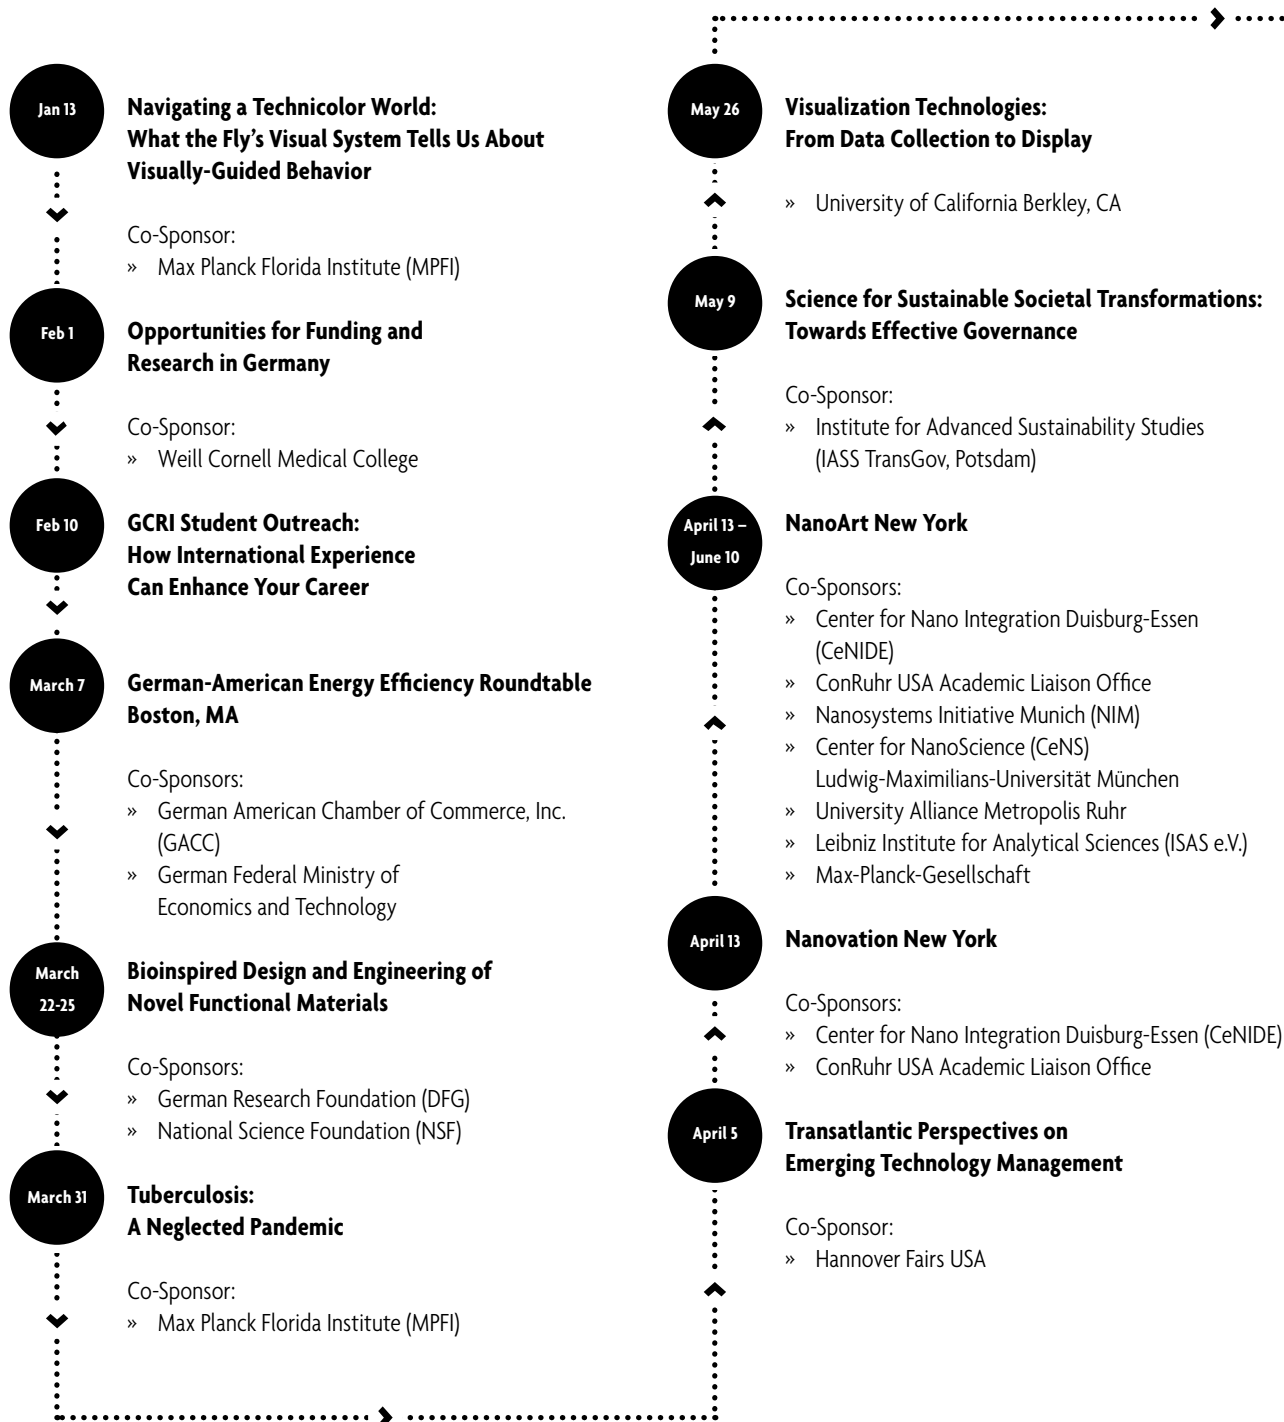 Jan 13
Navigating a Technicolor World:
What the Fly's Visual System Tells Us About
Visually-Guided Behavior
Co-Sponsor:
» Max Planck Florida Institute (MPFI)
Feb 1
Opportunities for Funding and
Research in Germany
Co-Sponsor:
» Weill Cornell Medical College
Feb 10
GCRI Student Outreach:
How International Experience
Can Enhance Your Career
March 7
German-American Energy Efficiency Roundtable
Boston, MA
Co-Sponsors:
» German American Chamber of Commerce, Inc.
(GACC)
» German Federal Ministry of
Economics and Technology
March
22-25
Bioinspired Design and Engineering of
Novel Functional Materials
Co-Sponsors:
» German Research Foundation (DFG)
» National Science Foundation (NSF)
March 31
Tuberculosis:
A Neglected Pandemic
Co-Sponsor:
» Max Planck Florida Institute (MPFI)
May 26
Visualization Technologies:
From Data Collection to Display
» University of California Berkley, CA
May 9
Science for Sustainable Societal Transformations:
Towards Effective Governance
Co-Sponsor:
» Institute for Advanced Sustainability Studies
(IASS TransGov, Potsdam)
April 13 –
June 10
NanoArt New York
Co-Sponsors:
» Center for Nano Integration Duisburg-Essen
(CeNIDE)
» ConRuhr USA Academic Liaison Office
» Nanosystems Initiative Munich (NIM)
» Center for NanoScience (CeNS)
Ludwig-Maximilians-Universität München
» University Alliance Metropolis Ruhr
» Leibniz Institute for Analytical Sciences (ISAS e.V.)
» Max-Planck-Gesellschaft
April 13
Nanovation New York
Co-Sponsors:
» Center for Nano Integration Duisburg-Essen (CeNIDE)
» ConRuhr USA Academic Liaison Office
April 5
Transatlantic Perspectives on
Emerging Technology Management
Co-Sponsor:
» Hannover Fairs USA